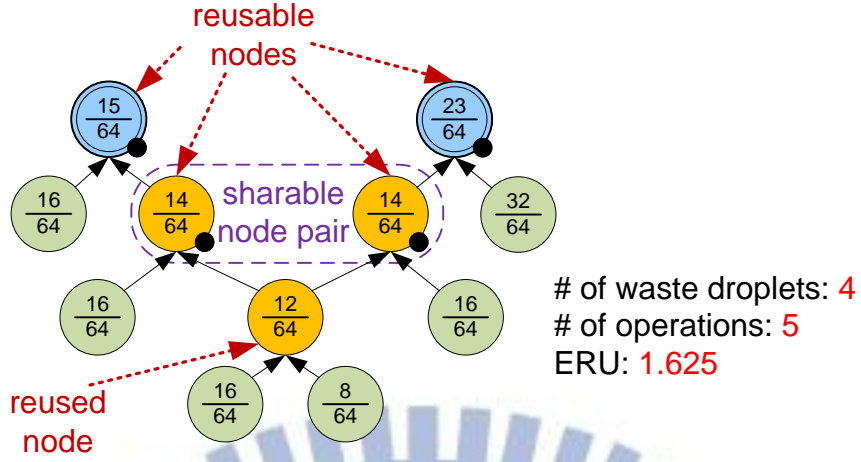 reusable
nodes
15
64
23
64
16
64
14
64
sharable
node pair
14
64
32
64
16
64
12
64
16
64
# of waste droplets: 4
# of operations: 5
ERU: 1.625
reused
node
16
64
8
64